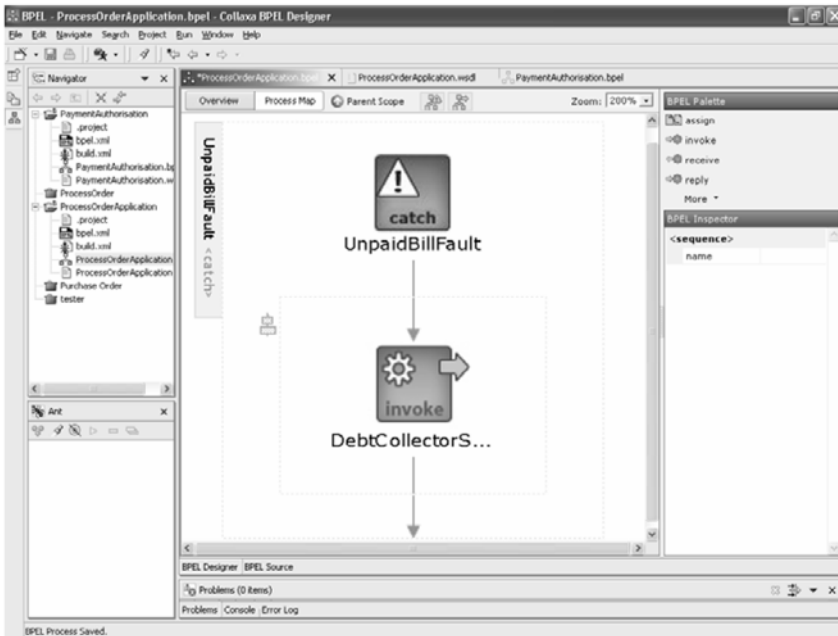 BPEL - ProcessOrderApplication.bpel - Collaxa BPEL Designer
File Edit Navigate Search Project Run Window Help
Navigator
PaymentAuthorisation
.project
bpel.xml
build.xml
PaymentAuthorisation.b
PaymentAuthorisation.w
ProcessOrder
ProcessOrderApplication
.project
bpel.xml
build.xml
ProcessOrderApplication
ProcessOrderApplication
Purchase Order
tester
Ant
*ProcessOrderApplication.bpel
ProcessOrderApplication.wsdl
PaymentAuthorisation.bpel
Overview Process Map Parent Scope Zoom: 200%
UnpaidBillFault <catch>
catch
UnpaidBillFault
invoke
DebtCollectorS...
BPEL Designer BPEL Source
BPEL Palette
assign
invoke
receive
reply
More
BPEL Inspector
<sequence>
name
Problems (0 items)
Problems Console Error Log
BPEL Process Saved.